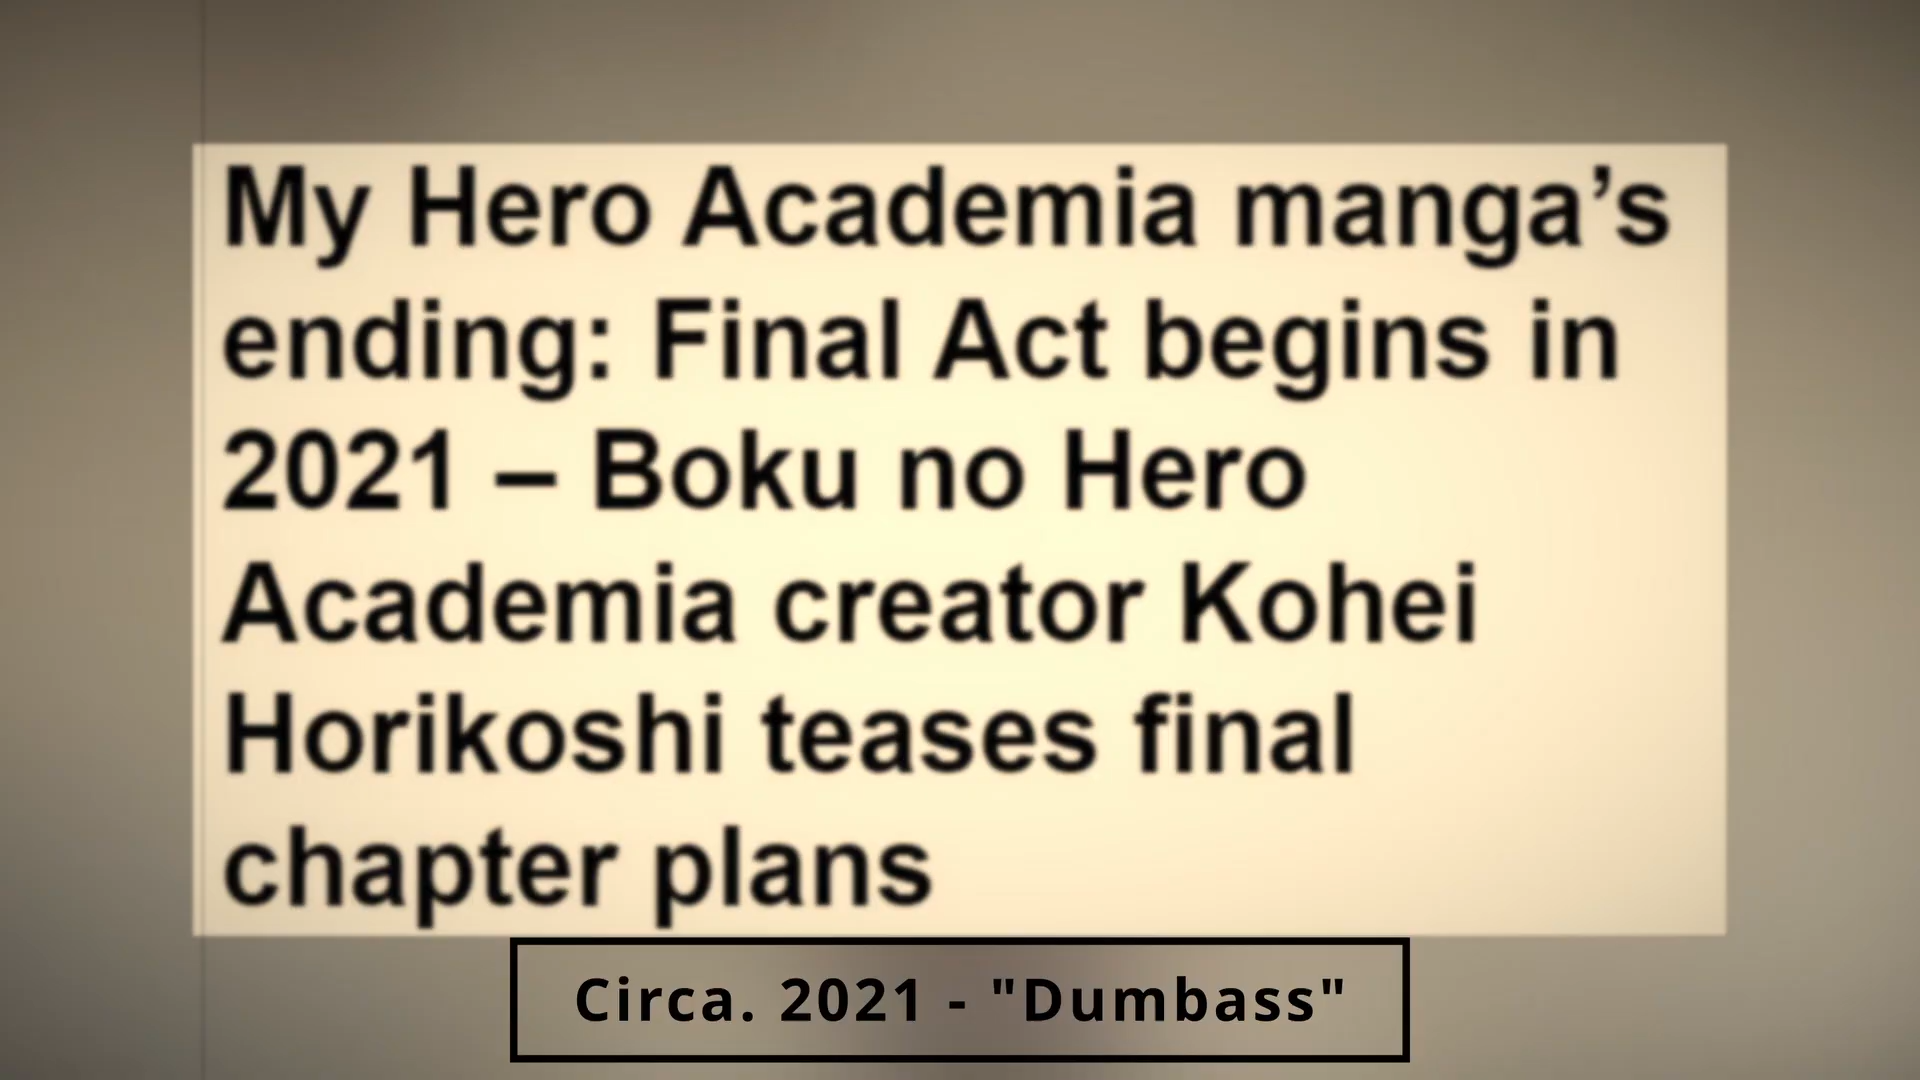 My Hero Academia manga’s
ending: Final Act begins in
2021 – Boku no Hero
Academia creator Kohei
Horikoshi teases final
chapter plans
Circa. 2021 - "Dumbass"